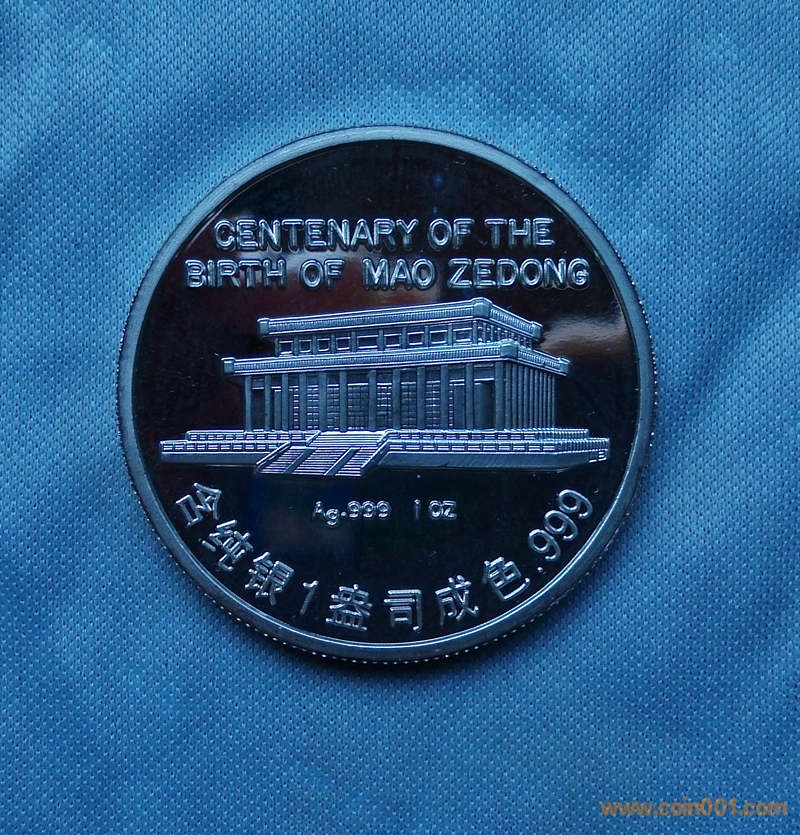 CENTENARY OF THE
BIRTH OF MAO ZEDONG
Ag.999 1 OZ
含纯银1盎司成色.999
www.coin001.com